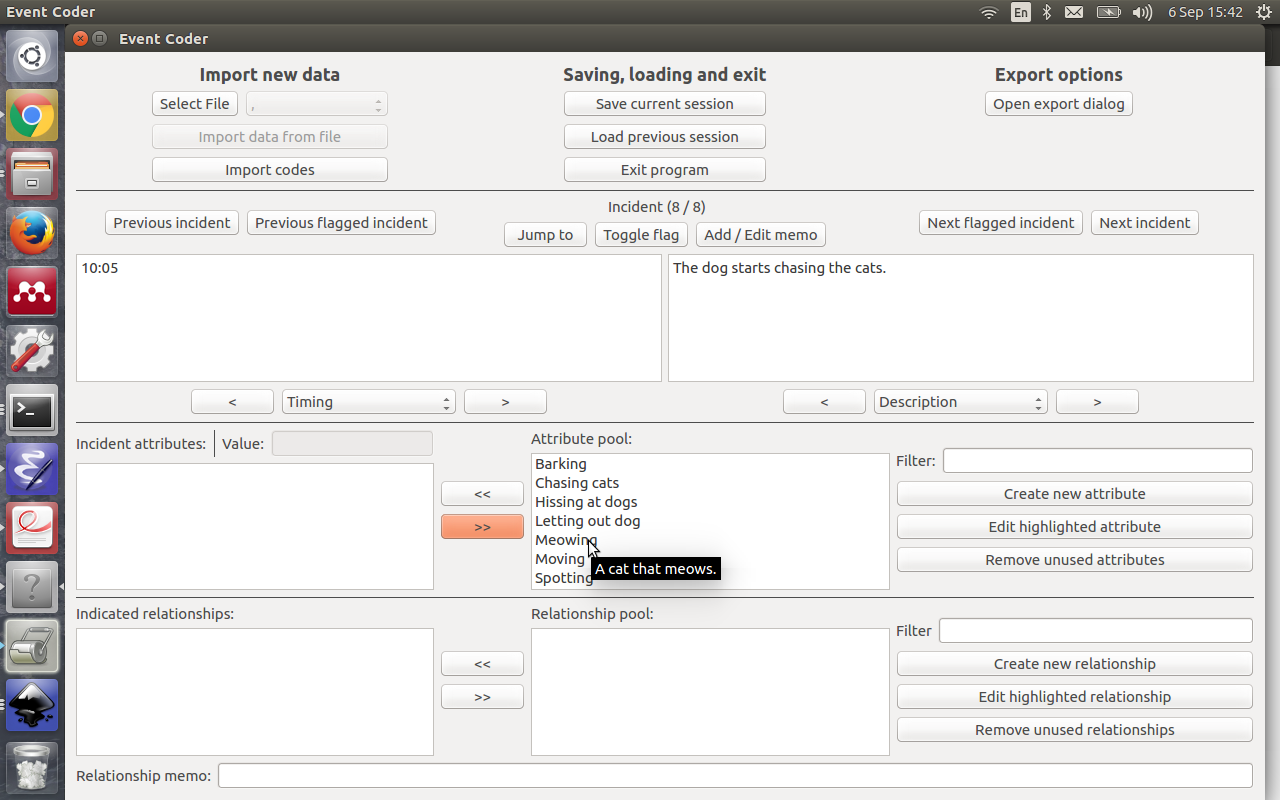 Event Coder
En
6 Sep 15:42
Event Coder
Import new data
Saving, loading and exit
Export options
Select File
,
Save current session
Open export dialog
Import data from file
Load previous session
Import codes
Exit program
Incident (8 / 8)
Previous incident
Previous flagged incident
Jump to
Toggle flag
Add / Edit memo
Next flagged incident
Next incident
10:05
The dog starts chasing the cats.
<
Timing
>
<
Description
>
Incident attributes:
Value:
Attribute pool:
Filter:
Barking
Chasing cats
Hissing at dogs
Letting out dog
Meowing
Moving
Spotting
A cat that meows.
<<
>>
Create new attribute
Edit highlighted attribute
Remove unused attributes
Indicated relationships:
Relationship pool:
Filter
<<
>>
Create new relationship
Edit highlighted relationship
Remove unused relationships
Relationship memo: